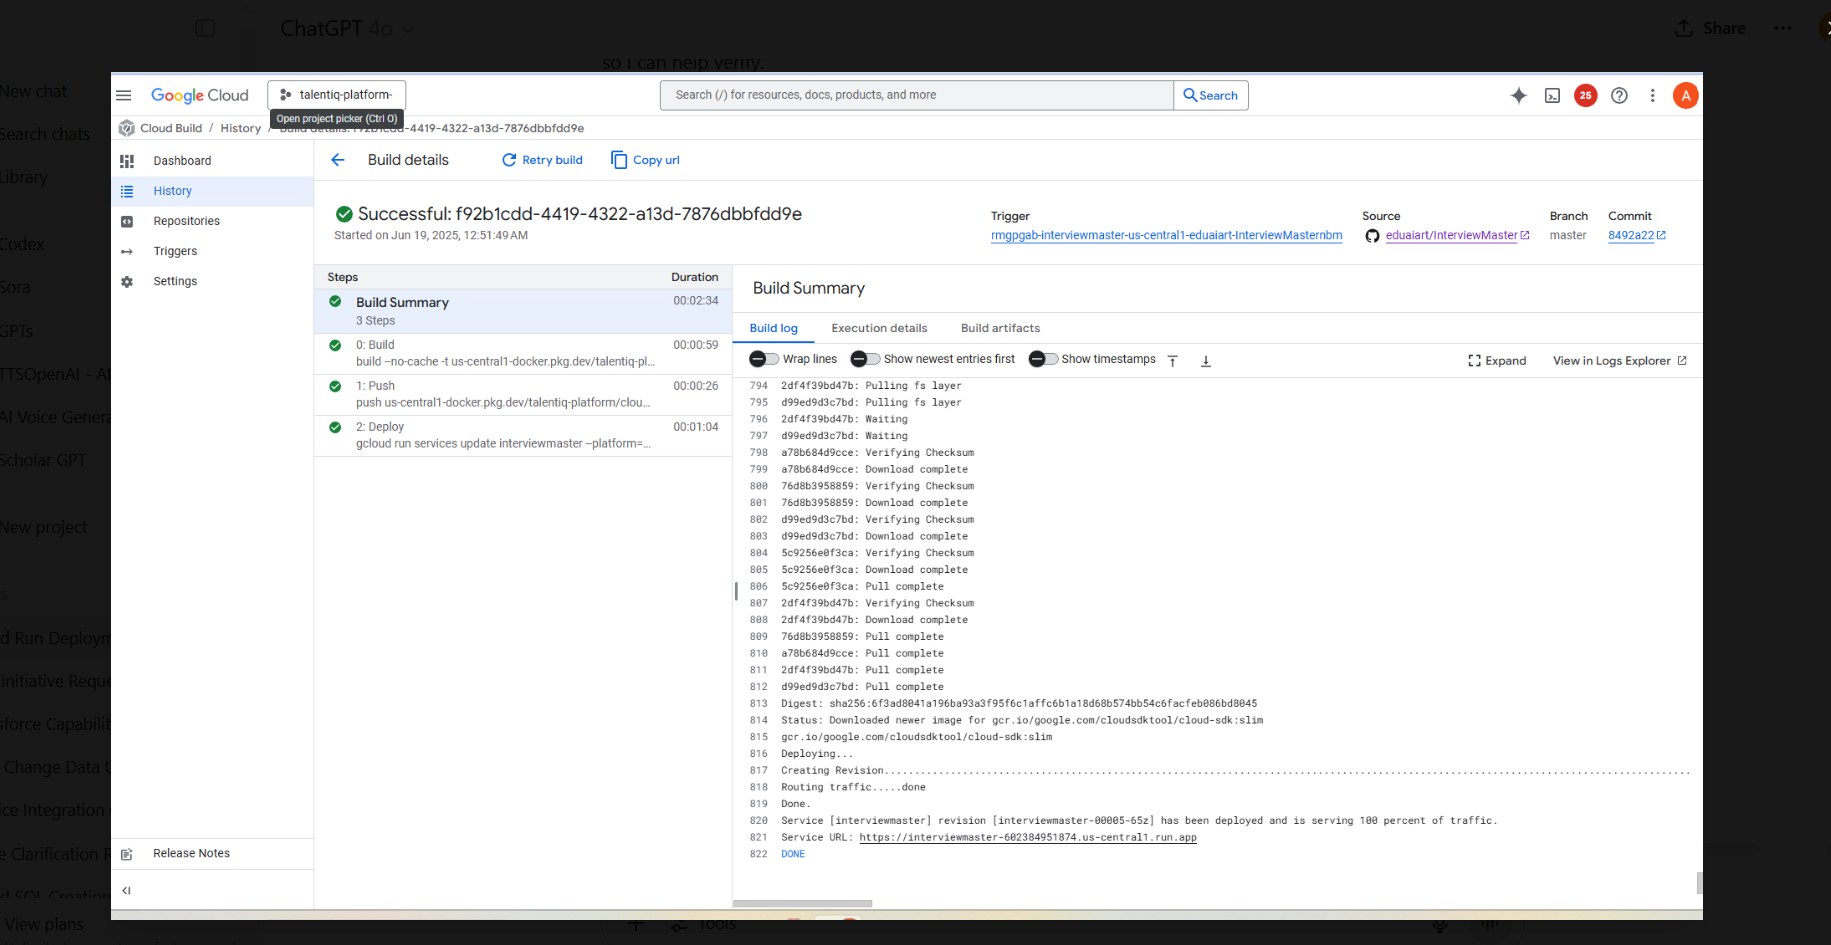 ChatGPT 4o
Share
so I can help verify.
New chat
Search chats
Library
Codex
Sora
GPTs
TTSOpenAI - AI
AI Voice Genera
Scholar GPT
New project
d Run Deploym
initiative Reque
sforce Capabilit
Change Data U
ice Integration
e Clarification R
d SQL Creation
View plans
Tools
Google Cloud
talentiq-platform-
Search (/) for resources, docs, products, and more
Search
25
A
Open project picker (Ctrl O)
Cloud Build / History / Build details: f92b1cdd-4419-4322-a13d-7876dbbfdd9e
Dashboard
History
Repositories
Triggers
Settings
Release Notes
Build details
Retry build
Copy url
Successful: f92b1cdd-4419-4322-a13d-7876dbbfdd9e
Started on Jun 19, 2025, 12:51:49 AM
Trigger
rmgpgab-interviewmaster-us-central1-eduaiart-InterviewMasternbm
Source
eduaiart/InterviewMaster
Branch
master
Commit
8492a22
Steps Duration
Build Summary 00:02:34
3 Steps
0: Build 00:00:59
build --no-cache -t us-central1-docker.pkg.dev/talentiq-pl...
1: Push 00:00:26
push us-central1-docker.pkg.dev/talentiq-platform/clou...
2: Deploy 00:01:04
gcloud run services update interviewmaster --platform=...
Build Summary
Build log Execution details Build artifacts
Wrap lines Show newest entries first Show timestamps Expand View in Logs Explorer
794 2df4f39bd47b: Pulling fs layer
795 d99ed9d3c7bd: Pulling fs layer
796 2df4f39bd47b: Waiting
797 d99ed9d3c7bd: Waiting
798 a78b684d9cce: Verifying Checksum
799 a78b684d9cce: Download complete
800 76d8b3958859: Verifying Checksum
801 76d8b3958859: Download complete
802 d99ed9d3c7bd: Verifying Checksum
803 d99ed9d3c7bd: Download complete
804 5c9256e0f3ca: Verifying Checksum
805 5c9256e0f3ca: Download complete
806 5c9256e0f3ca: Pull complete
807 2df4f39bd47b: Verifying Checksum
808 2df4f39bd47b: Download complete
809 76d8b3958859: Pull complete
810 a78b684d9cce: Pull complete
811 2df4f39bd47b: Pull complete
812 d99ed9d3c7bd: Pull complete
813 Digest: sha256:6f3ad8041a196ba93a3f95f6c1affc6b1a18d68b574bb54c6facfeb086bd8045
814 Status: Downloaded newer image for gcr.io/google.com/cloudsdktool/cloud-sdk:slim
815 gcr.io/google.com/cloudsdktool/cloud-sdk:slim
816 Deploying...
817 Creating Revision......................................................................................................................................
818 Routing traffic.....done
819 Done.
820 Service [interviewmaster] revision [interviewmaster-00005-65z] has been deployed and is serving 100 percent of traffic.
821 Service URL: https://interviewmaster-602384951874.us-central1.run.app
822 DONE